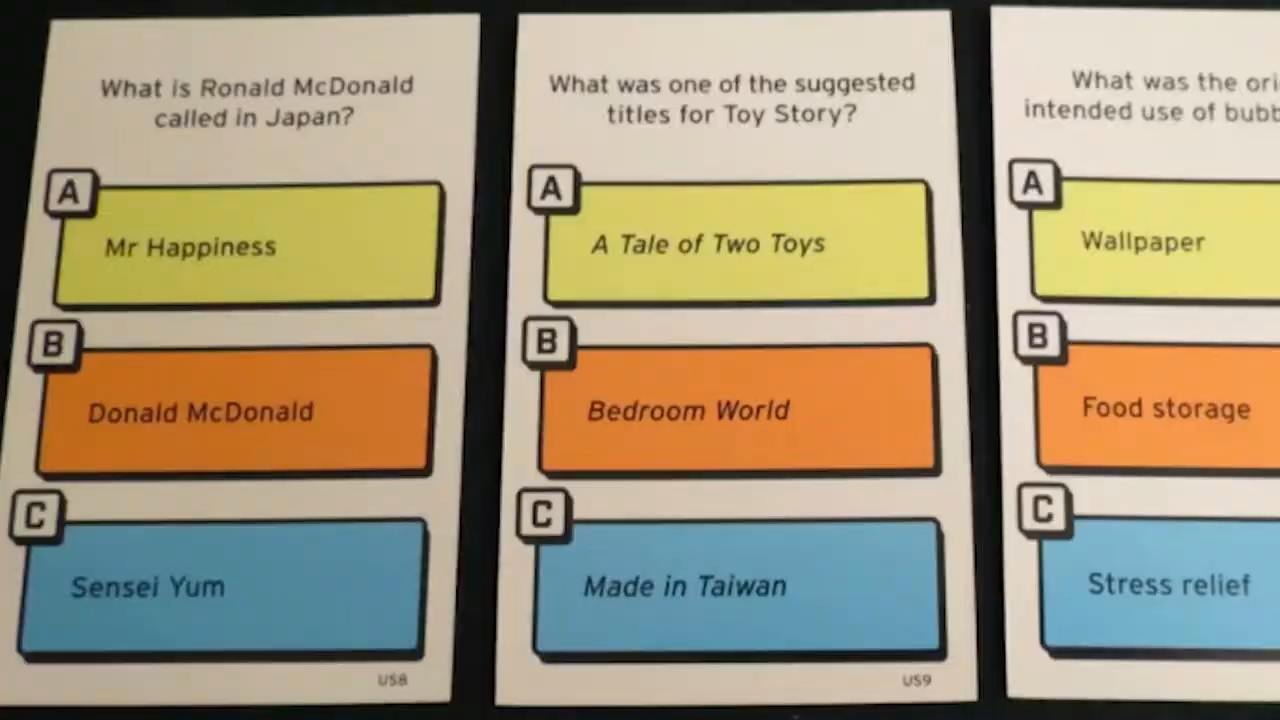 What is Ronald McDonald
called in Japan?
A
Mr Happiness
B
Donald McDonald
C
Sensei Yum
US8
What was one of the suggested
titles for Toy Story?
A
A Tale of Two Toys
B
Bedroom World
C
Made in Taiwan
US9
What was the ori
intended use of bubb
A
Wallpaper
B
Food storage
C
Stress relief